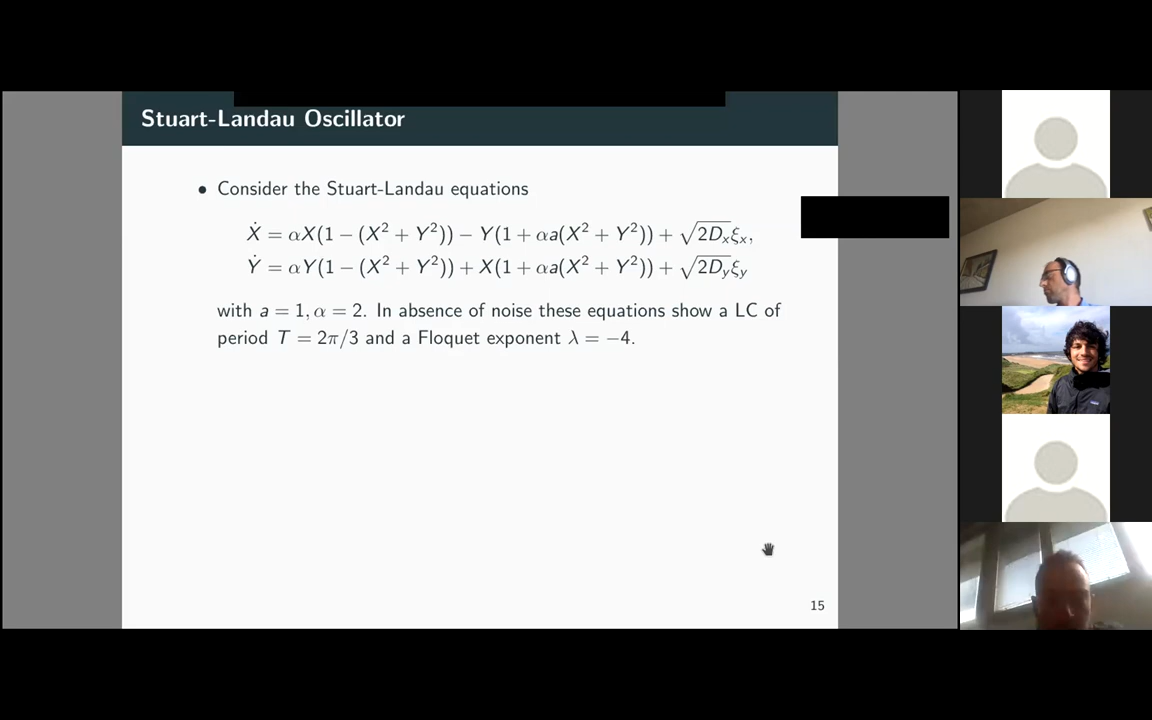 Stuart-Landau Oscillator
• Consider the Stuart-Landau equations
Ẋ = αX(1 − (X² + Y²)) − Y(1 + αa(X² + Y²)) + √2Dₓξₓ,
Ẏ = αY(1 − (X² + Y²)) + X(1 + αa(X² + Y²)) + √2D_yξ_y
with a = 1, α = 2. In absence of noise these equations show a LC of
period T = 2π/3 and a Floquet exponent λ = −4.
15